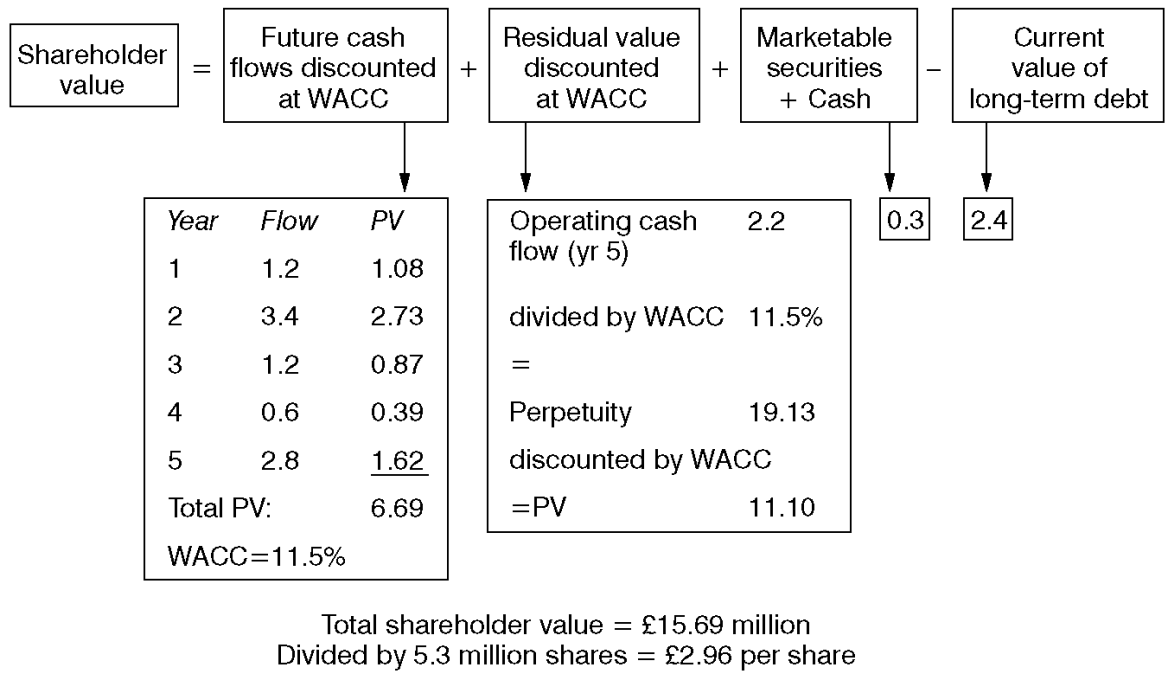 Shareholder
value
=
Future cash
flows discounted
at WACC
+
Residual value
discounted
at WACC
+
Marketable
securities
+ Cash
–
Current
value of
long-term debt
Year Flow PV
1 1.2 1.08
2 3.4 2.73
3 1.2 0.87
4 0.6 0.39
5 2.8 1.62
Total PV: 6.69
WACC=11.5%
Operating cash 2.2
flow (yr 5)
divided by WACC 11.5%
=
Perpetuity 19.13
discounted by WACC
=PV 11.10
0.3
2.4
Total shareholder value = £15.69 million
Divided by 5.3 million shares = £2.96 per share